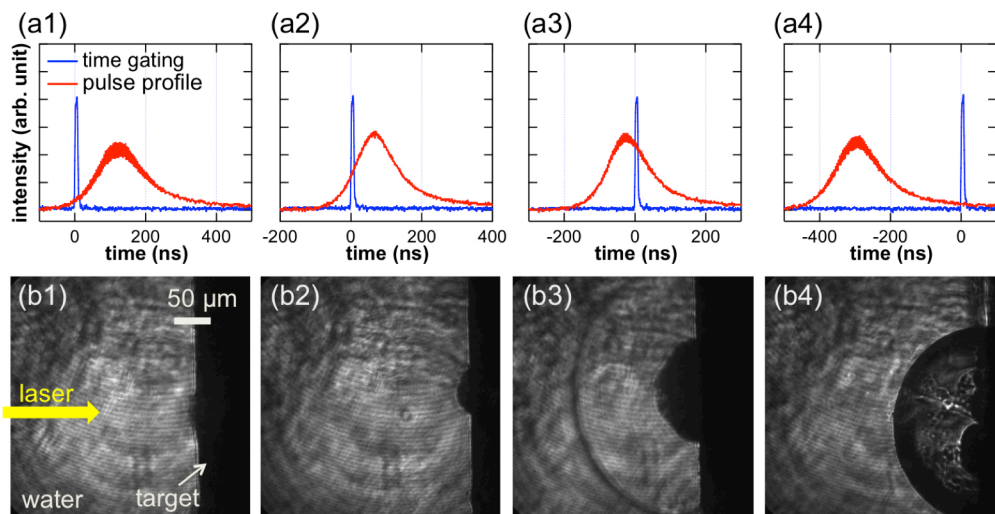 (a1)
(a2)
(a3)
(a4)
time gating
pulse profile
intensity (arb. unit)
0 200 400
-200 0 200 400
-200 0 200
-400 -200 0
time (ns)
time (ns)
time (ns)
time (ns)
(b1)
(b2)
(b3)
(b4)
50 μm
laser
water
target